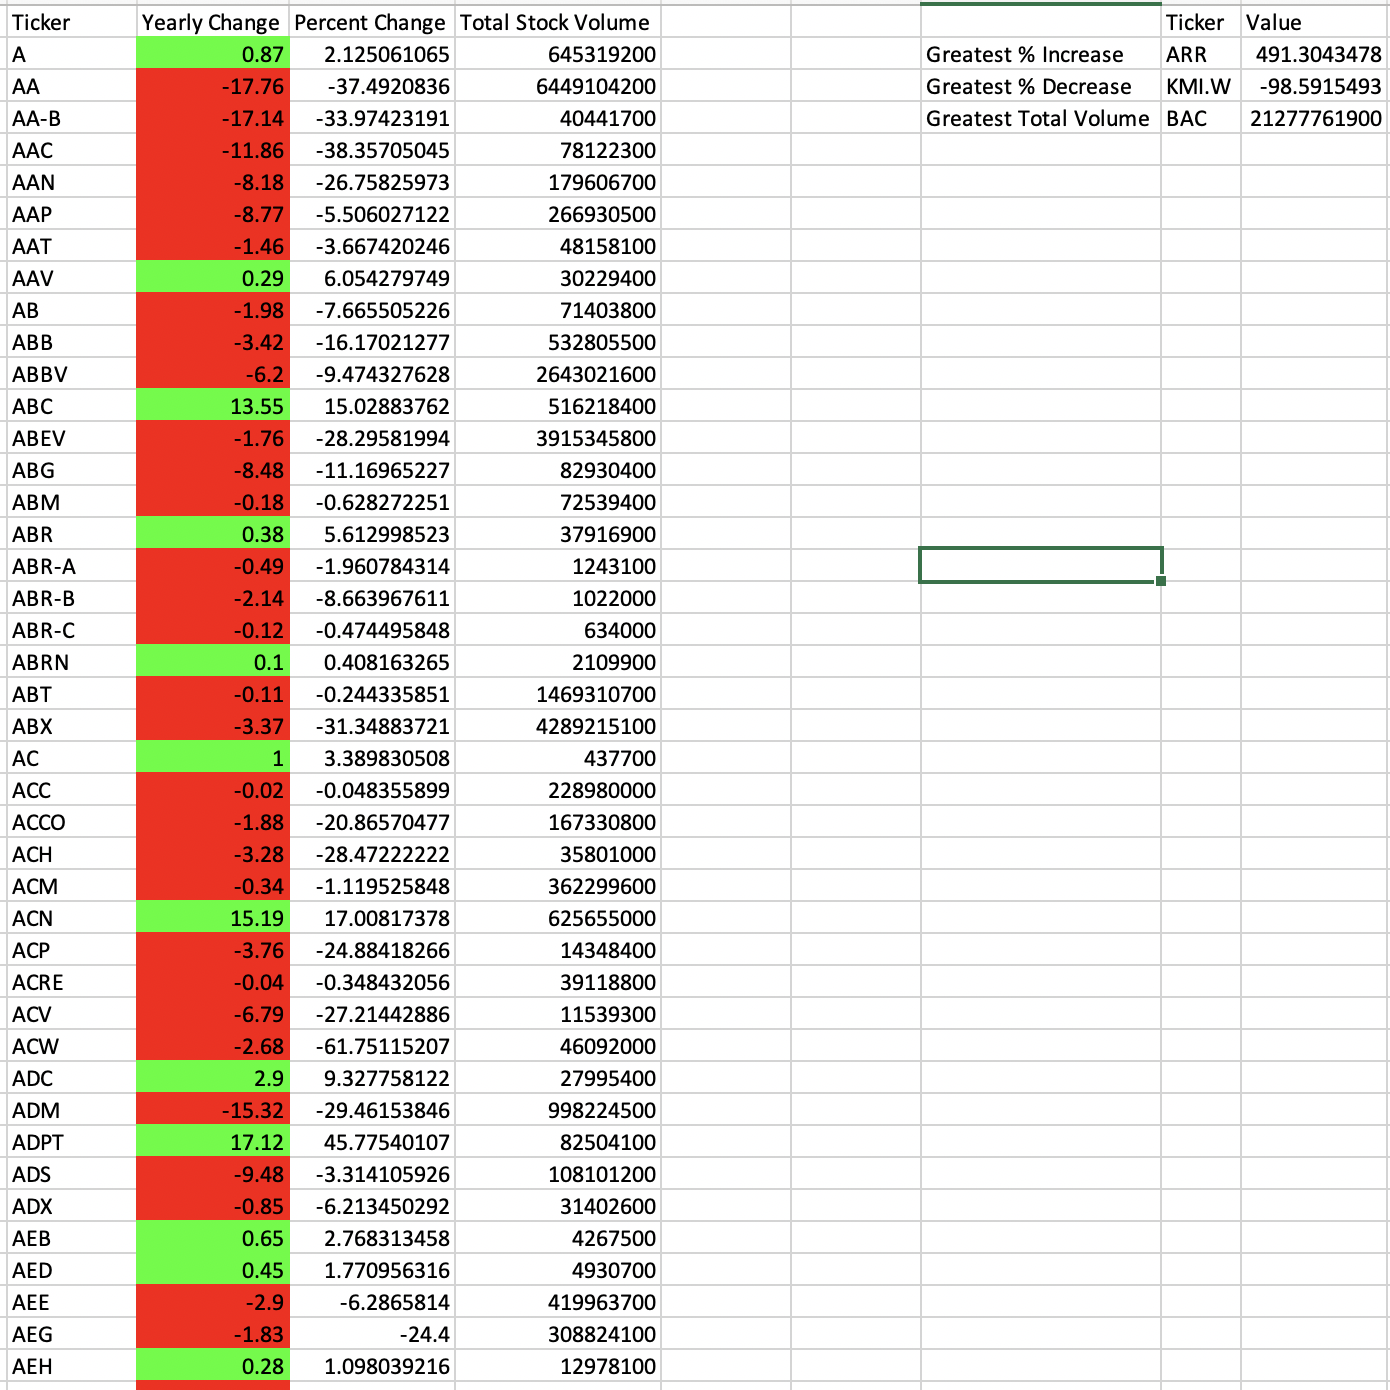 Ticker Yearly Change Percent Change Total Stock Volume Ticker Value
A 0.87 2.125061065 645319200 Greatest % Increase ARR 491.3043478
AA -17.76 -37.4920836 6449104200 Greatest % Decrease KMI.W -98.5915493
AA-B -17.14 -33.97423191 40441700 Greatest Total Volume BAC 21277761900
AAC -11.86 -38.35705045 78122300
AAN -8.18 -26.75825973 179606700
AAP -8.77 -5.506027122 266930500
AAT -1.46 -3.667420246 48158100
AAV 0.29 6.054279749 30229400
AB -1.98 -7.665505226 71403800
ABB -3.42 -16.17021277 532805500
ABBV -6.2 -9.474327628 2643021600
ABC 13.55 15.02883762 516218400
ABEV -1.76 -28.29581994 3915345800
ABG -8.48 -11.16965227 82930400
ABM -0.18 -0.628272251 72539400
ABR 0.38 5.612998523 37916900
ABR-A -0.49 -1.960784314 1243100
ABR-B -2.14 -8.663967611 1022000
ABR-C -0.12 -0.474495848 634000
ABRN 0.1 0.408163265 2109900
ABT -0.11 -0.244335851 1469310700
ABX -3.37 -31.34883721 4289215100
AC 1 3.389830508 437700
ACC -0.02 -0.048355899 228980000
ACCO -1.88 -20.86570477 167330800
ACH -3.28 -28.47222222 35801000
ACM -0.34 -1.119525848 362299600
ACN 15.19 17.00817378 625655000
ACP -3.76 -24.88418266 14348400
ACRE -0.04 -0.348432056 39118800
ACV -6.79 -27.21442886 11539300
ACW -2.68 -61.75115207 46092000
ADC 2.9 9.327758122 27995400
ADM -15.32 -29.46153846 998224500
ADPT 17.12 45.77540107 82504100
ADS -9.48 -3.314105926 108101200
ADX -0.85 -6.213450292 31402600
AEB 0.65 2.768313458 4267500
AED 0.45 1.770956316 4930700
AEE -2.9 -6.2865814 419963700
AEG -1.83 -24.4 308824100
AEH 0.28 1.098039216 12978100